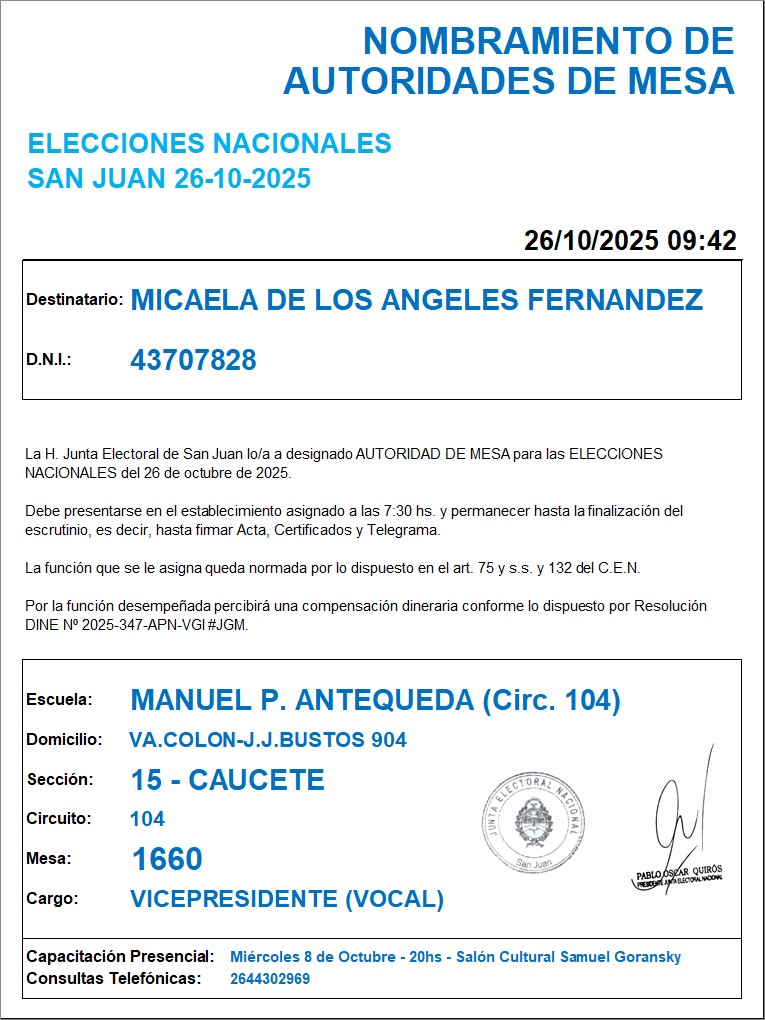 NOMBRAMIENTO DE
AUTORIDADES DE MESA
ELECCIONES NACIONALES
SAN JUAN 26-10-2025
26/10/2025 09:42
Destinatario: MICAELA DE LOS ANGELES FERNANDEZ
D.N.I.: 43707828
La H. Junta Electoral de San Juan lo/a a designado AUTORIDAD DE MESA para las ELECCIONES
NACIONALES del 26 de octubre de 2025.
Debe presentarse en el establecimiento asignado a las 7:30 hs. y permanecer hasta la finalización del
escrutinio, es decir, hasta firmar Acta, Certificados y Telegrama.
La función que se le asigna queda normada por lo dispuesto en el art. 75 y s.s. y 132 del C.E.N.
Por la función desempeñada percibirá una compensación dineraria conforme lo dispuesto por Resolución
DINE Nº 2025-347-APN-VGI#JGM.
Escuela: MANUEL P. ANTEQUEDA (Circ. 104)
Domicilio: VA.COLON-J.J.BUSTOS 904
Sección: 15 - CAUCETE
Circuito: 104
Mesa: 1660
Cargo: VICEPRESIDENTE (VOCAL)
JUNTA ELECTORAL NACIONAL
San Juan
PABLO OSCAR QUIRÓS
PRESIDENTE JUNTA ELECTORAL NACIONAL
Capacitación Presencial: Miércoles 8 de Octubre - 20hs - Salón Cultural Samuel Goransky
Consultas Telefónicas: 2644302969